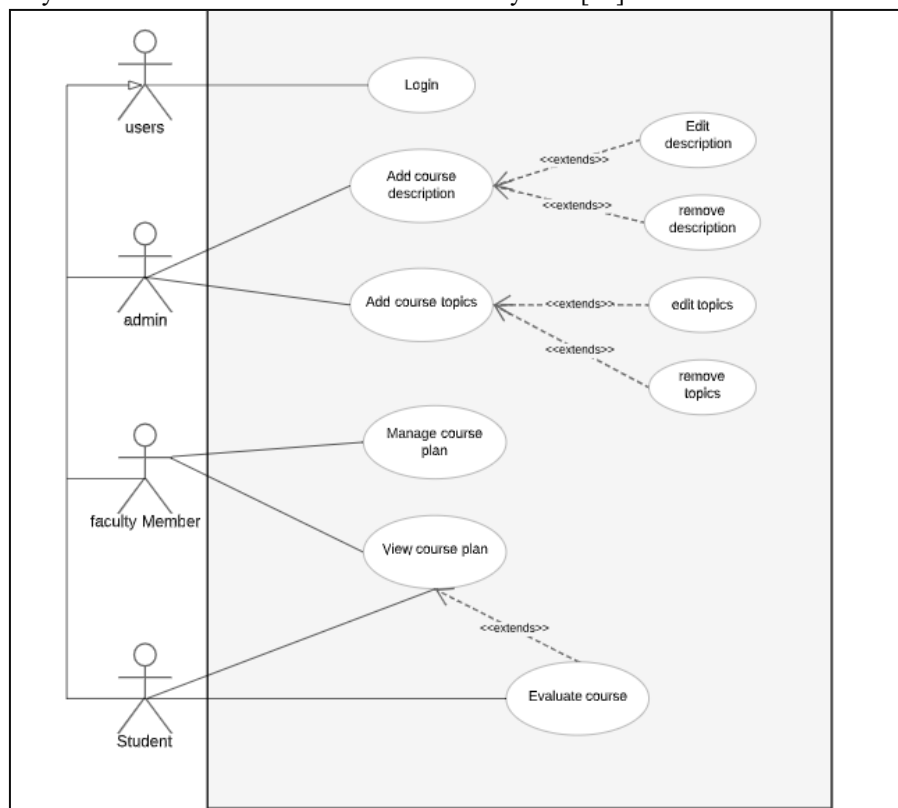 users
Login
Edit
description
<<extends>>
Add course
description
<<extends>>
remove
description
admin
Add course topics
<<extends>>
edit topics
<<extends>>
remove
topics
Manage course
plan
faculty Member
View course plan
<<extends>>
Evaluate course
Student